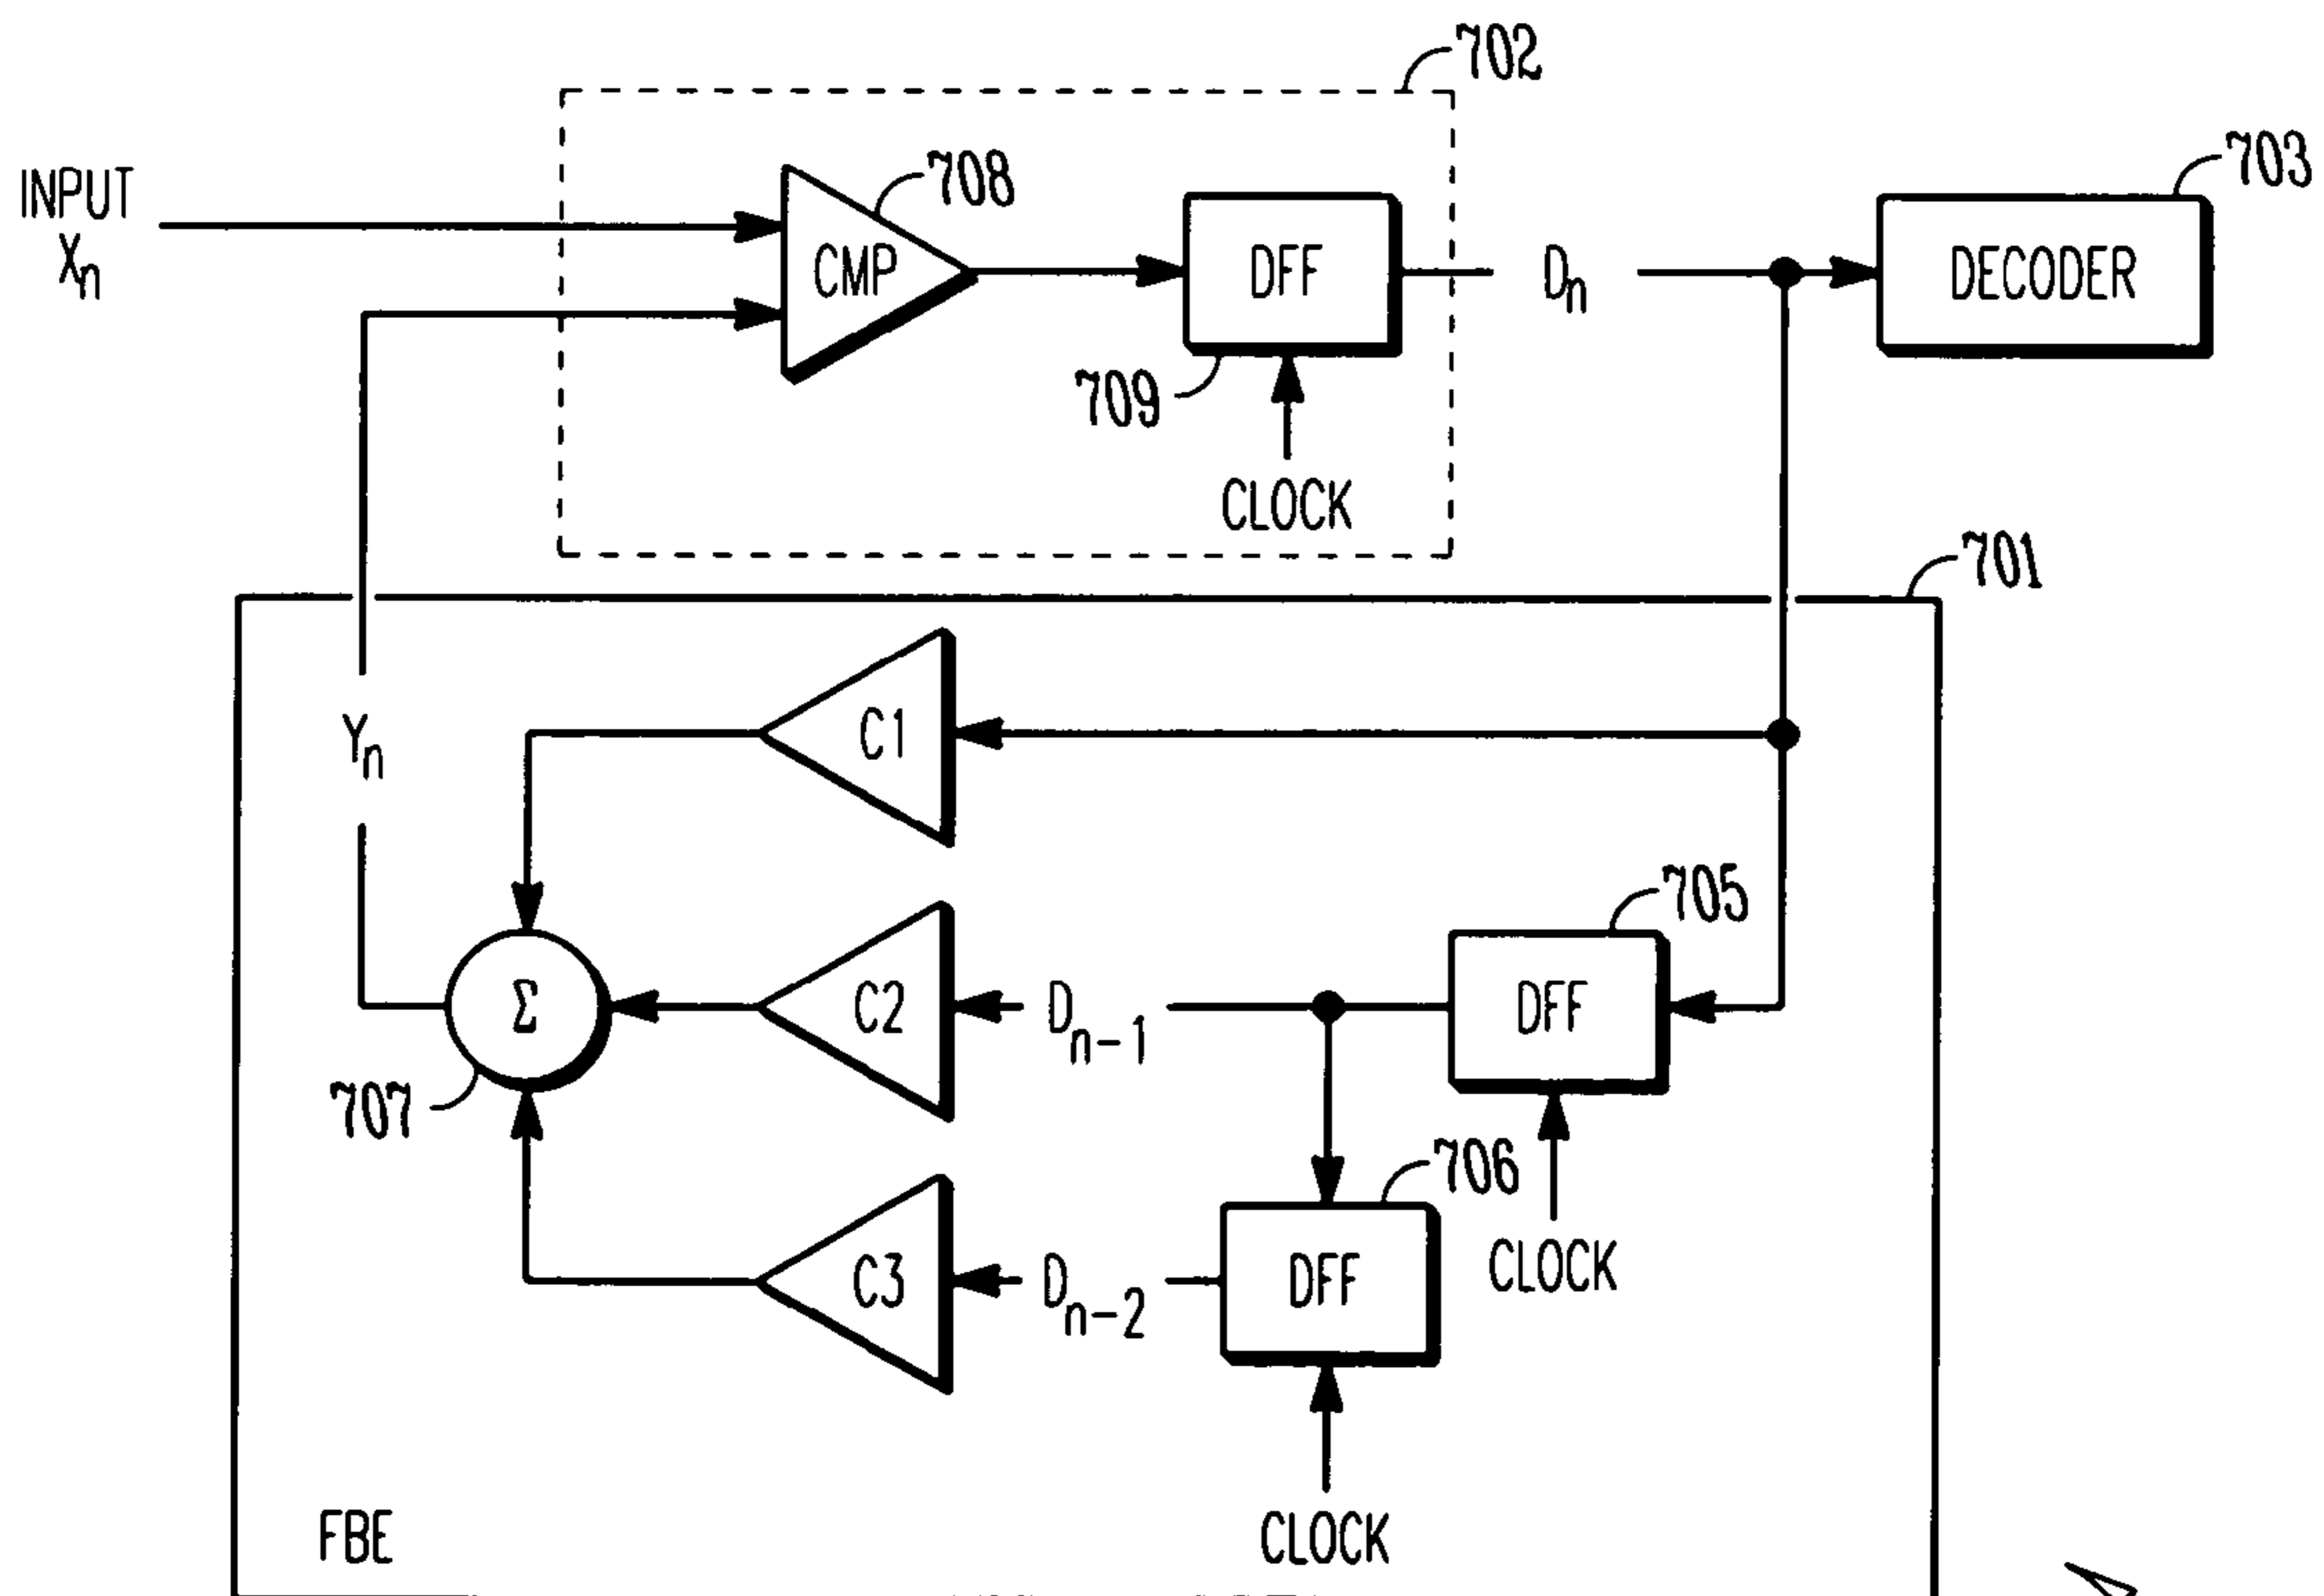 702
703
INPUT
Xn
708
CMP
DFF
Dn
DECODER
709
CLOCK
701
C1
Yn
705
Σ
C2
Dn-1
DFF
707
706
CLOCK
C3
Dn-2
DFF
FBE
CLOCK